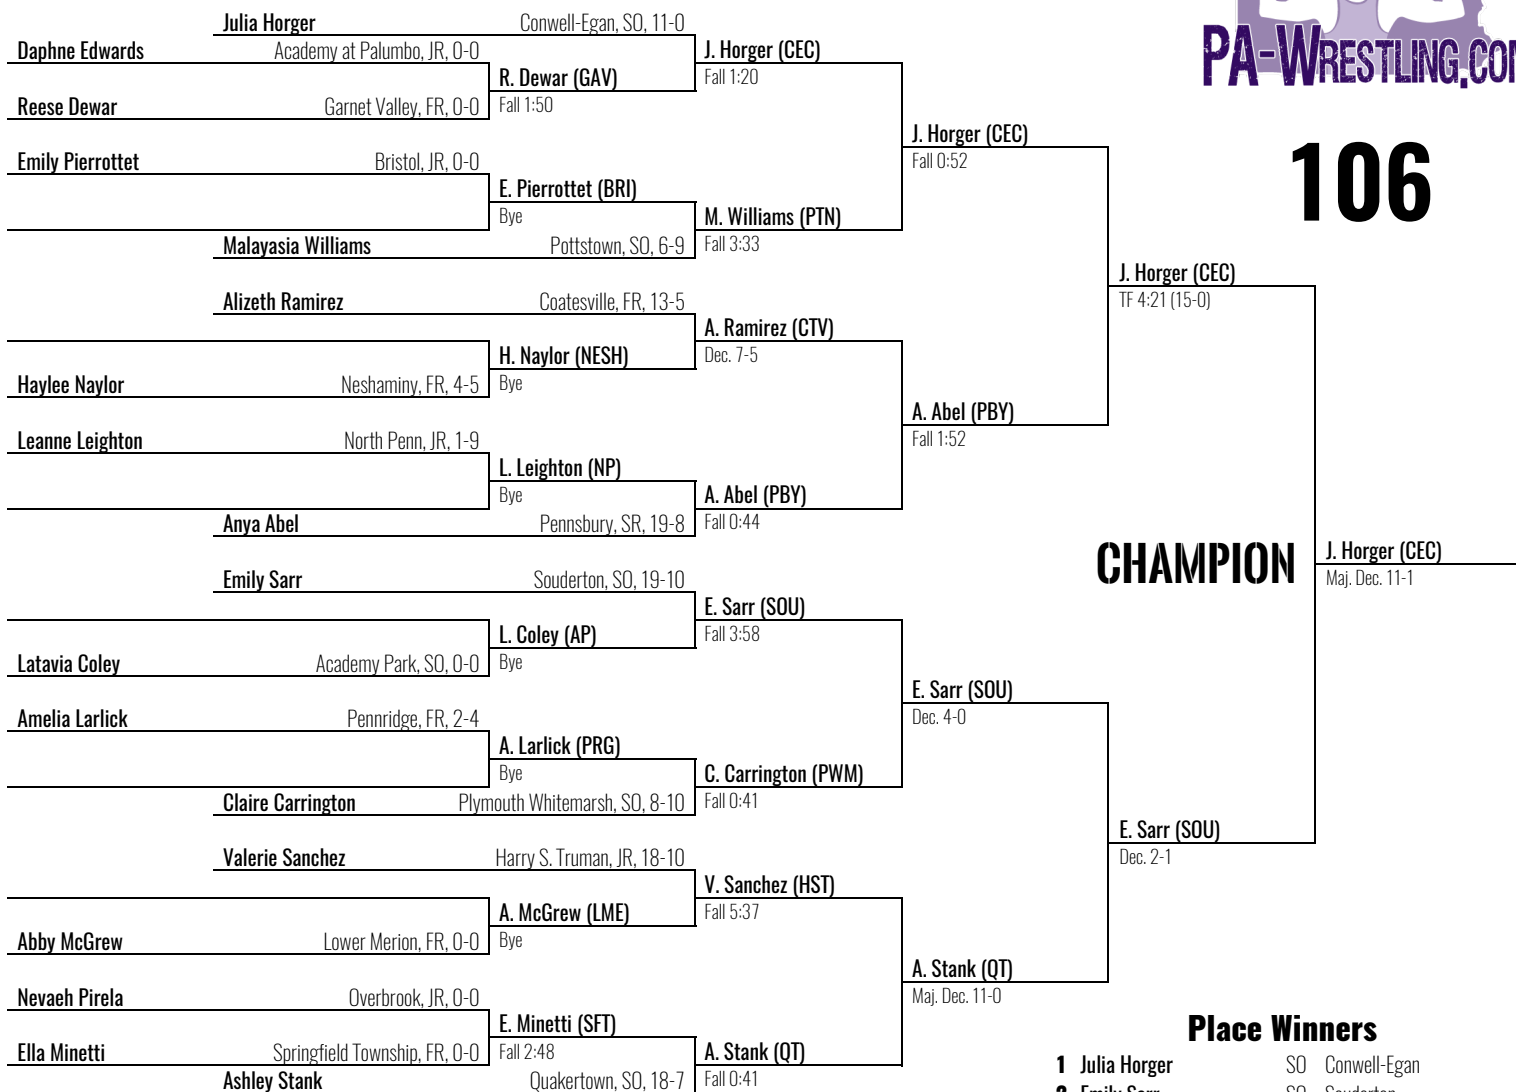 Julia Horger Conwell-Egan, SO, 11-0
Daphne Edwards Academy at Palumbo, JR, 0-0 J. Horger (CEC)
PA-WRESTLING.COM
R. Dewar (GAV) Fall 1:20
Reese Dewar Garnet Valley, FR, 0-0 Fall 1:50
J. Horger (CEC)
Emily Pierrottet Bristol, JR, 0-0 Fall 0:52
106
E. Pierrottet (BRI)
Bye M. Williams (PTN)
Malayasia Williams Pottstown, SO, 6-9 Fall 3:33
J. Horger (CEC)
Alizeth Ramirez Coatesville, FR, 13-5 TF 4:21 (15-0)
A. Ramirez (CTV)
H. Naylor (NESH) Dec. 7-5
Haylee Naylor Neshaminy, FR, 4-5 Bye
A. Abel (PBY)
Leanne Leighton North Penn, JR, 1-9 Fall 1:52
L. Leighton (NP)
Bye A. Abel (PBY)
Anya Abel Pennsbury, SR, 19-8 Fall 0:44
CHAMPION J. Horger (CEC)
Emily Sarr Souderton, SO, 19-10 Maj. Dec. 11-1
E. Sarr (SOU)
L. Coley (AP) Fall 3:58
Latavia Coley Academy Park, SO, 0-0 Bye
E. Sarr (SOU)
Amelia Larlick Pennridge, FR, 2-4 Dec. 4-0
A. Larlick (PRG)
Bye C. Carrington (PWM)
Claire Carrington Plymouth Whitemarsh, SO, 8-10 Fall 0:41
E. Sarr (SOU)
Valerie Sanchez Harry S. Truman, JR, 18-10 Dec. 2-1
V. Sanchez (HST)
A. McGrew (LME) Fall 5:37
Abby McGrew Lower Merion, FR, 0-0 Bye
A. Stank (QT)
Nevaeh Pirela Overbrook, JR, 0-0 Maj. Dec. 11-0
E. Minetti (SFT) Place Winners
Ella Minetti Springfield Township, FR, 0-0 Fall 2:48 A. Stank (QT)
1 Julia Horger SO Conwell-Egan
Ashley Stank Quakertown, SO, 18-7 Fall 0:41
2 Emily Sarr SO Souderton